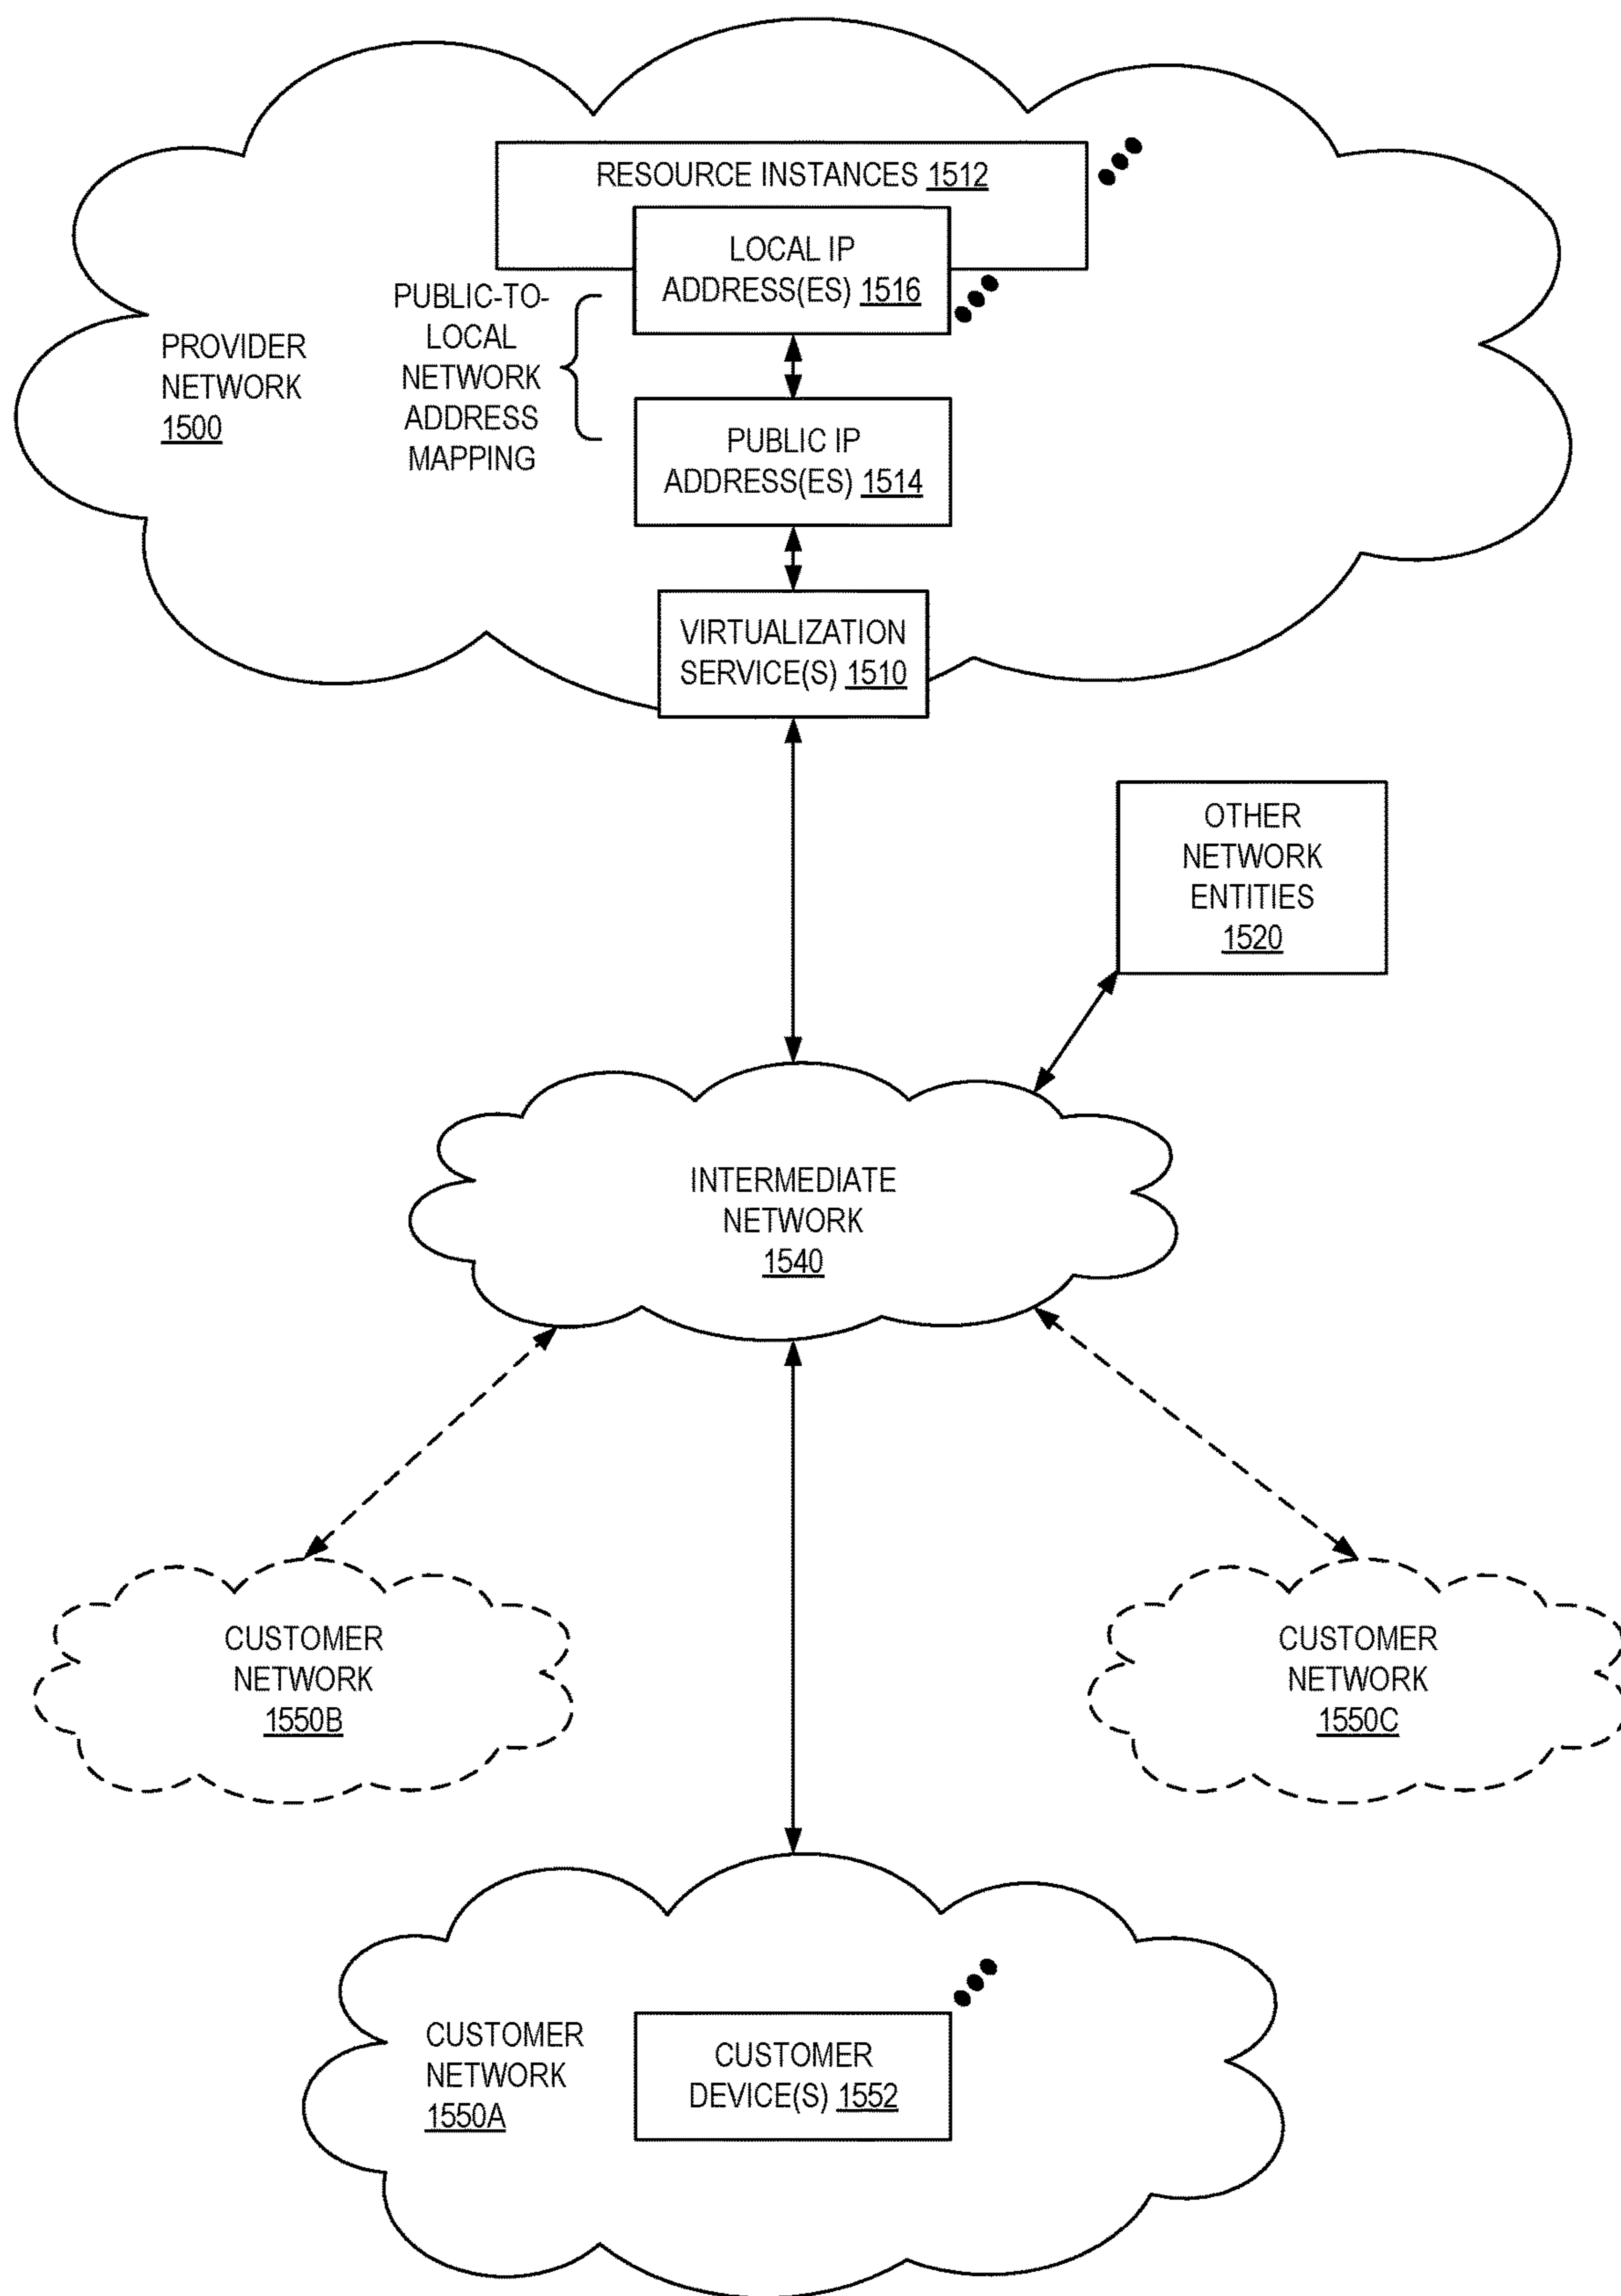 RESOURCE INSTANCES 1512
LOCAL IP
ADDRESS(ES) 1516
PUBLIC-TO-
LOCAL
NETWORK
ADDRESS
MAPPING
PROVIDER
NETWORK
1500
PUBLIC IP
ADDRESS(ES) 1514
VIRTUALIZATION
SERVICE(S) 1510
OTHER
NETWORK
ENTITIES
1520
INTERMEDIATE
NETWORK
1540
CUSTOMER
NETWORK
1550B
CUSTOMER
NETWORK
1550C
CUSTOMER
NETWORK
1550A
CUSTOMER
DEVICE(S) 1552